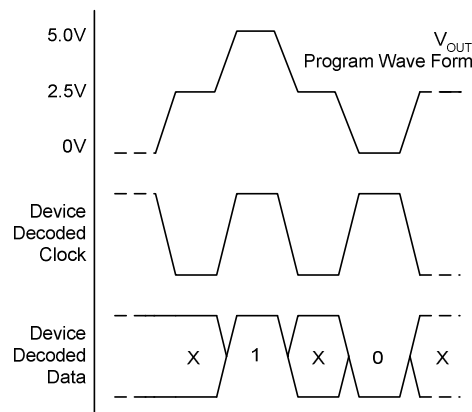 5.0V
V_OUT
Program Wave Form
2.5V
0V
Device
Decoded
Clock
Device
Decoded
Data
X 1 X 0 X